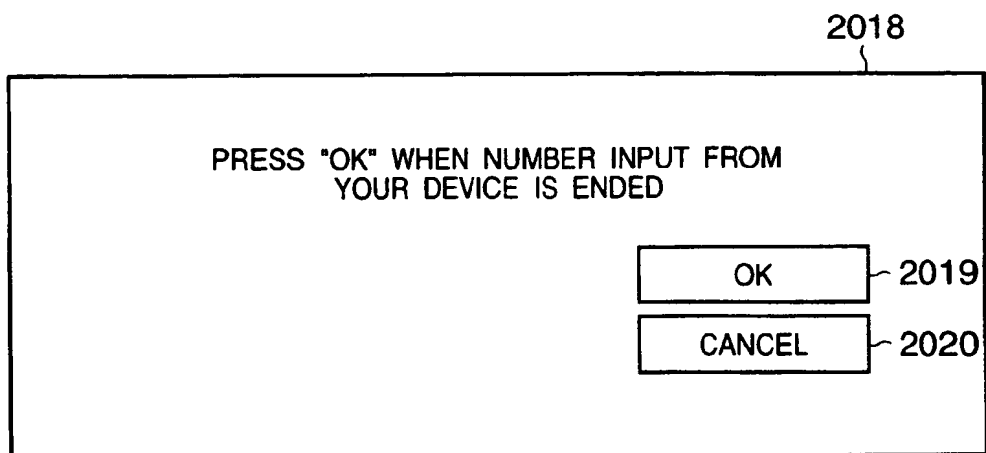 2018
PRESS "OK" WHEN NUMBER INPUT FROM
YOUR DEVICE IS ENDED
OK
2019
CANCEL
2020